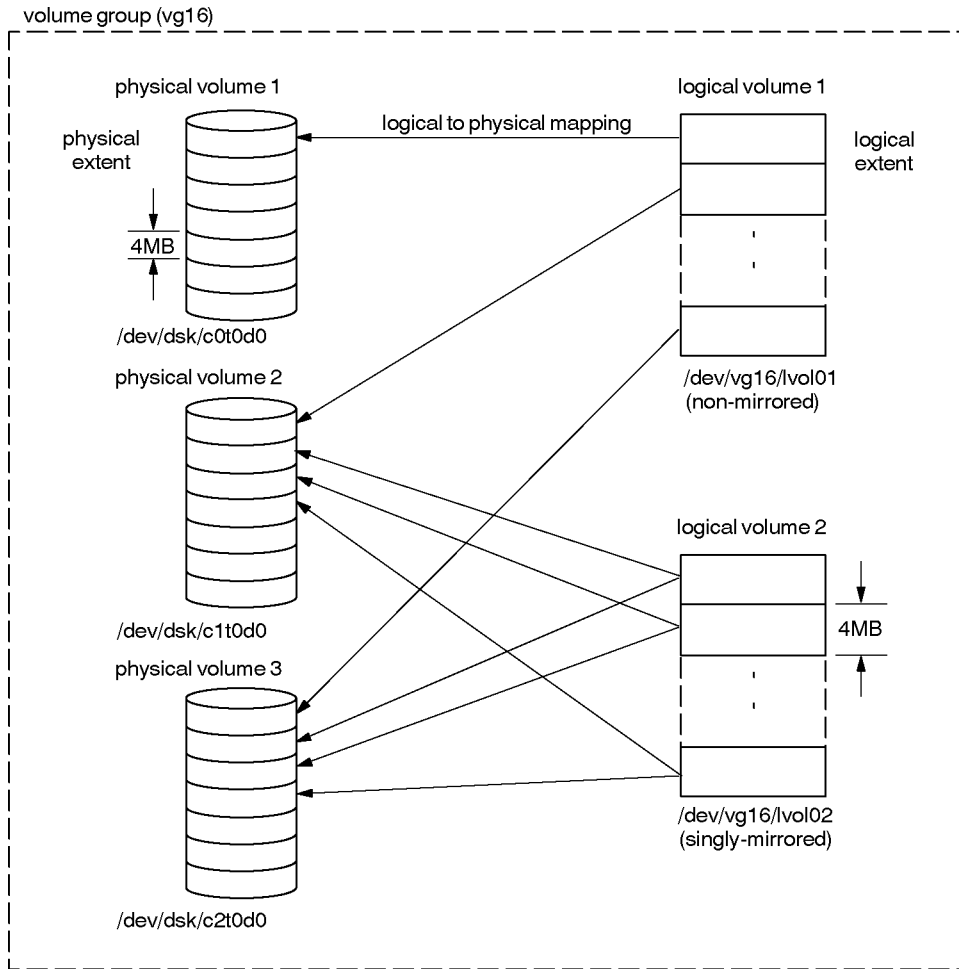 volume group (vg16)
physical volume 1
logical volume 1
logical to physical mapping
physical
extent
logical
extent
4MB
/dev/dsk/c0t0d0
physical volume 2
/dev/vg16/lvol01
(non-mirrored)
logical volume 2
4MB
/dev/dsk/c1t0d0
physical volume 3
/dev/vg16/lvol02
(singly-mirrored)
/dev/dsk/c2t0d0